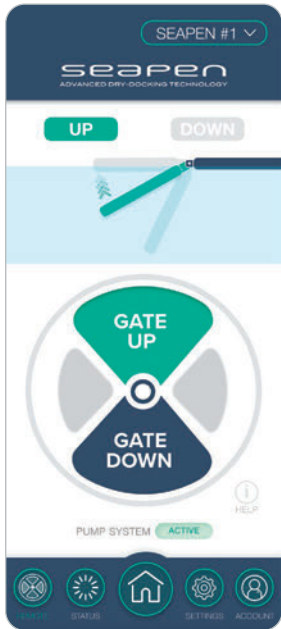 SEAPEN #1
seapen
ADVANCED DRY-DOCKING TECHNOLOGY
UP DOWN
GATE
UP
GATE
DOWN
i
HELP
PUMP SYSTEM ACTIVE
STATUS SETTINGS ACCOUNT